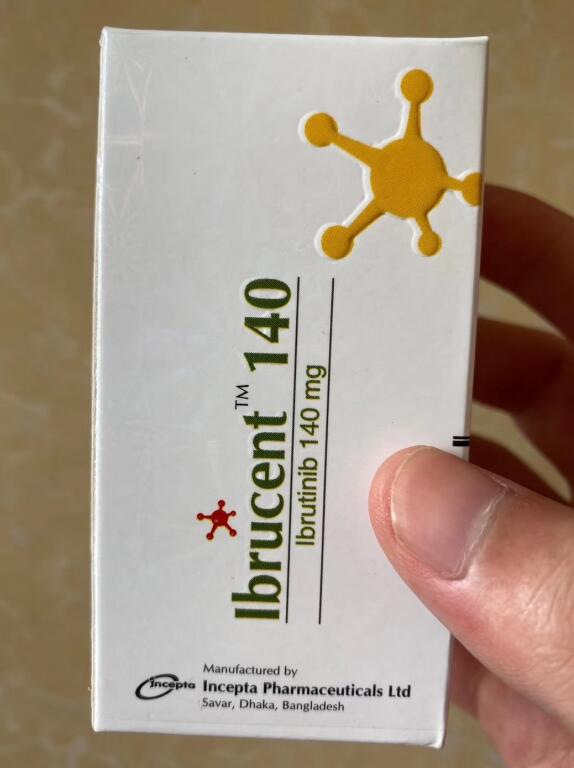 Ibrucent™ 140
Ibrutinib 140 mg
Manufactured by
Incepta Incepta Pharmaceuticals Ltd
Savar, Dhaka, Bangladesh